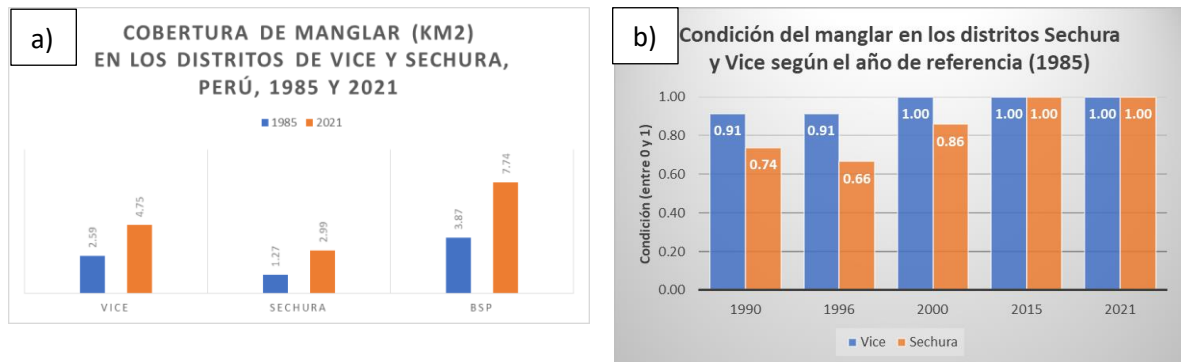 a)
COBERTURA DE MANGLAR (KM2)
EN LOS DISTRITOS DE VICE Y SECHURA,
PERÚ, 1985 Y 2021
1985 2021
2.59
4.75
1.27
2.99
3.87
7.74
VICE SECHURA BSP
b)
Condición del manglar en los distritos Sechura
y Vice según el año de referencia (1985)
Condición (entre 0 y 1)
1.00
0.80
0.60
0.40
0.20
0.00
0.91
0.74
0.91
0.66
1.00
0.86
1.00
1.00
1.00
1.00
1990 1996 2000 2015 2021
Vice Sechura